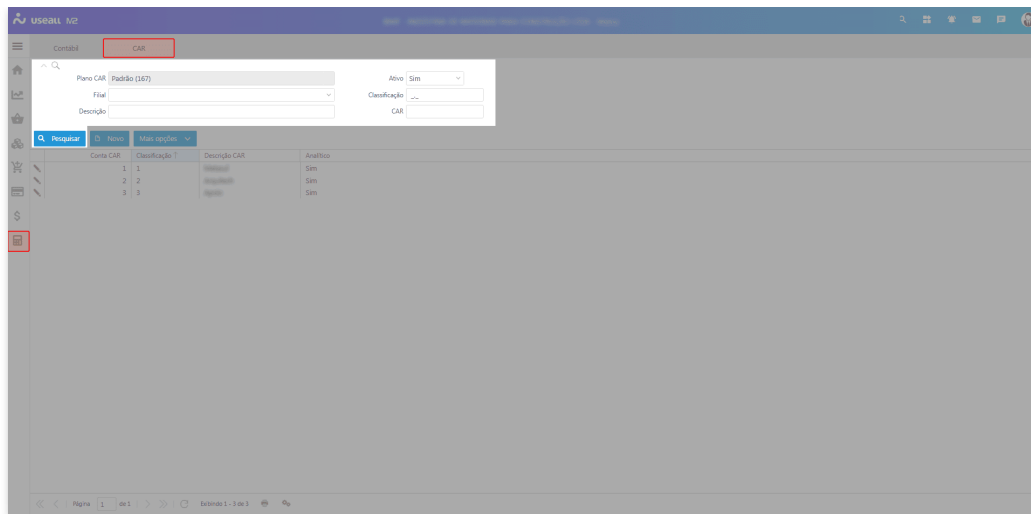 useall M2
Contábil CAR
Plano CAR Padrão (167) Ativo Sim
Filial Classificação _._
Descrição CAR
Pesquisar Novo Mais opções
Conta CAR Classificação ↑ Descrição CAR Analítico
1 1 Sim
2 2 Sim
3 3 Sim
Página 1 de 1 Exibindo 1 - 3 de 3